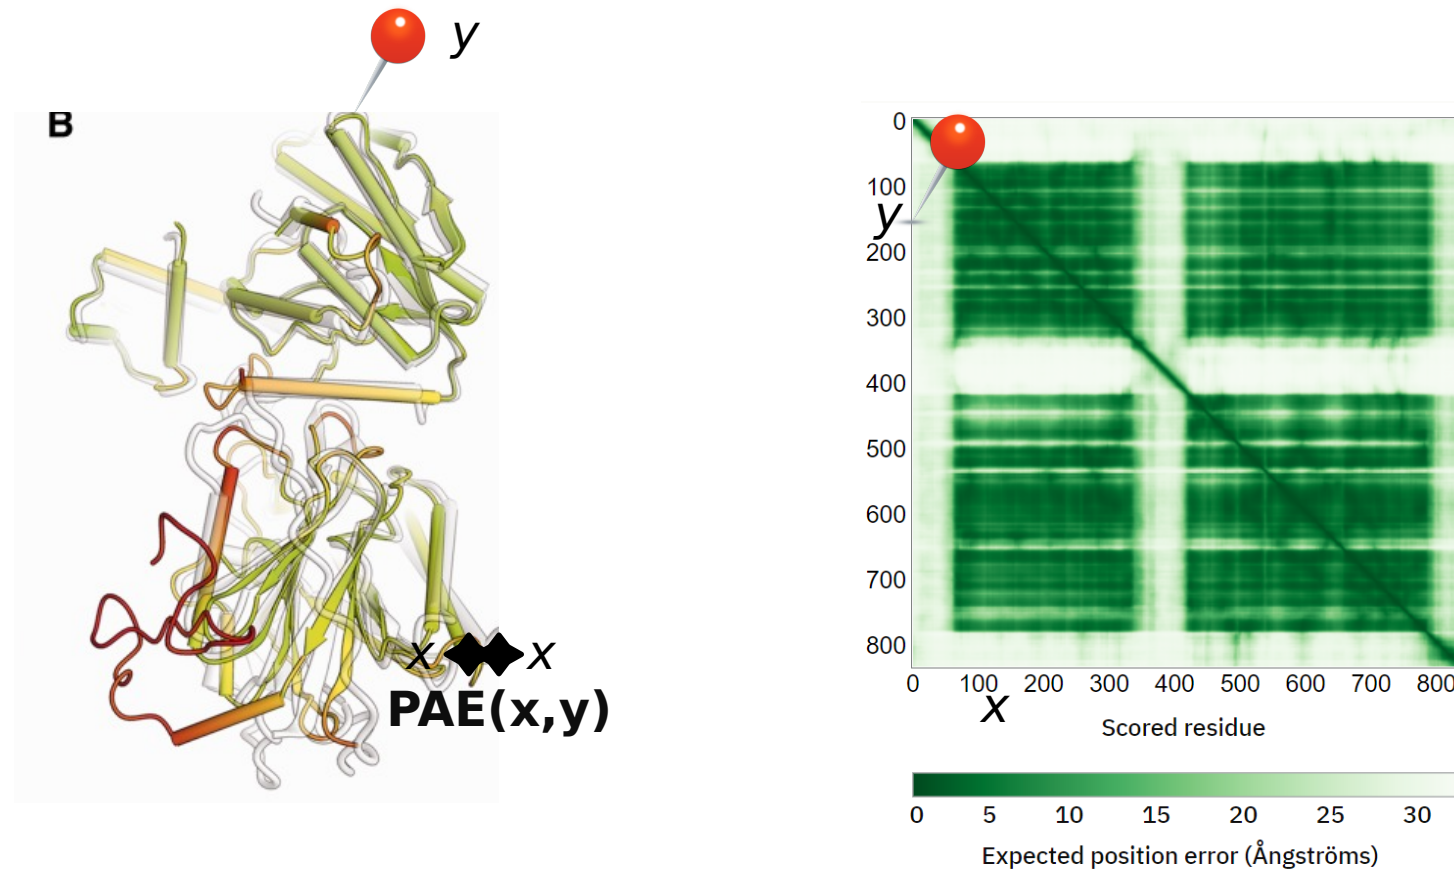 y
B
x x
PAE(x,y)
0
100
y
200
300
400
500
600
700
800
0 100 200 300 400 500 600 700 800
x
Scored residue
0 5 10 15 20 25 30
Expected position error (Ångströms)